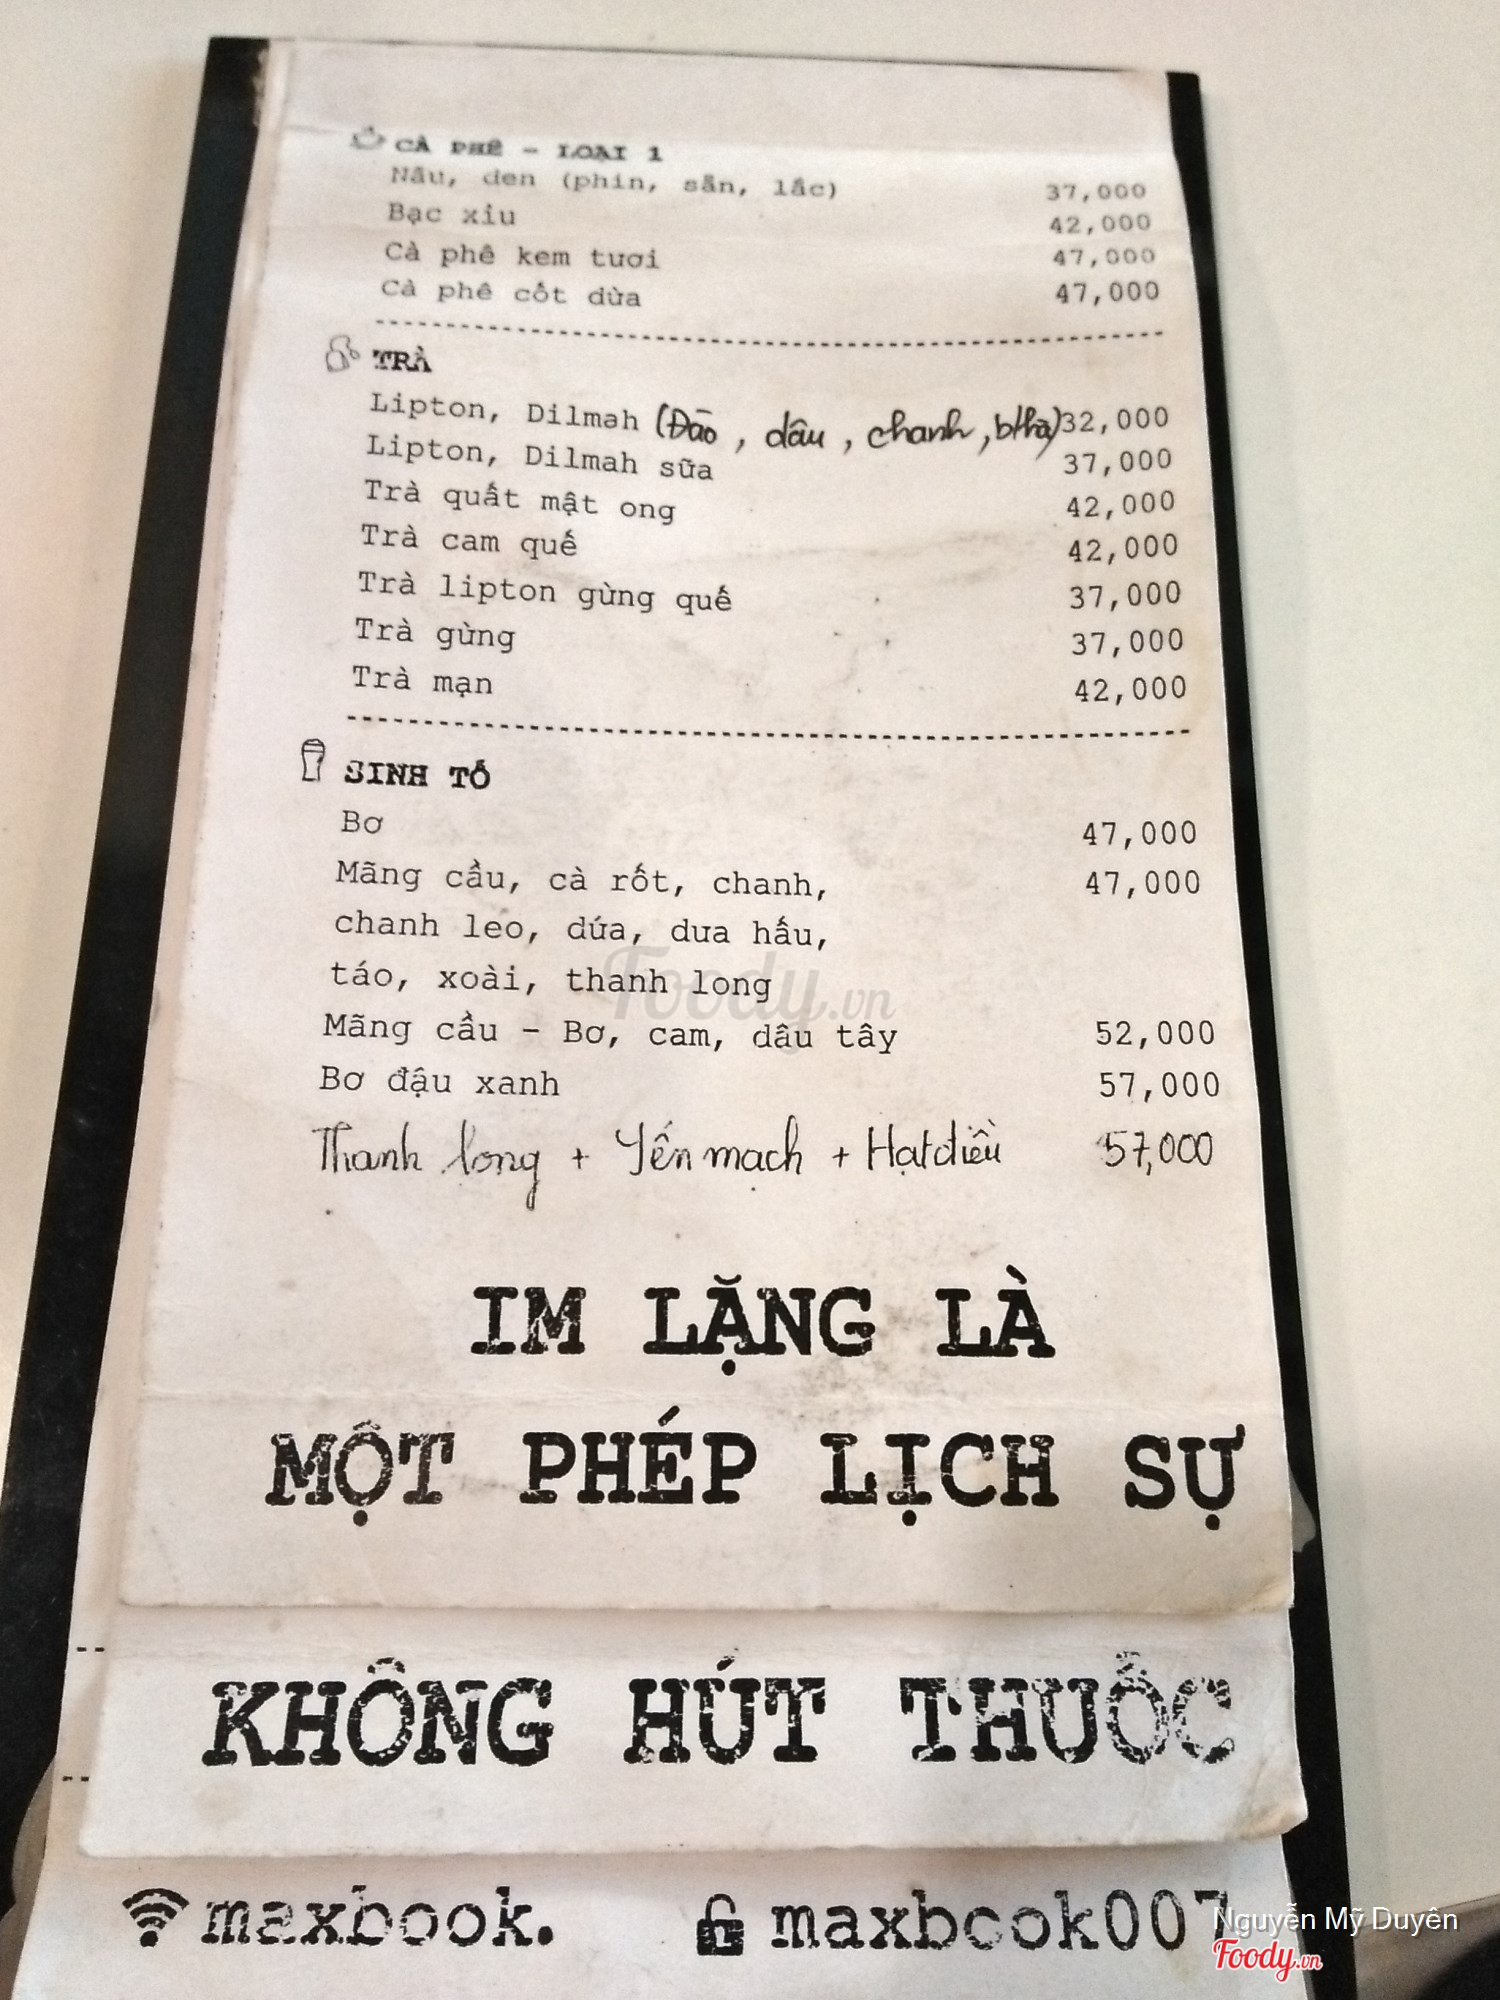 CÀ PHÊ - LOẠI 1
Nâu, đen (phin, sẵn, lắc) 37,000
Bạc xỉu 42,000
Cà phê kem tươi 47,000
Cà phê cốt dừa 47,000
TRÀ
Lipton, Dilmah (Đào, dâu, chanh, b/hà) 32,000
Lipton, Dilmah sữa 37,000
Trà quất mật ong 42,000
Trà cam quế 42,000
Trà lipton gừng quế 37,000
Trà gừng 37,000
Trà mạn 42,000
SINH TỐ
Bơ 47,000
Mãng cầu, cà rốt, chanh, 47,000
chanh leo, dứa, dưa hấu,
táo, xoài, thanh long
Mãng cầu - Bơ, cam, dâu tây 52,000
Bơ đậu xanh 57,000
Thanh long + Yến mạch + Hạt điều 57,000
Foody.vn
IM LẶNG LÀ
MỘT PHÉP LỊCH SỰ
KHÔNG HÚT THUỐC
maxbook. maxbook007
Nguyễn Mỹ Duyên
Foody.vn